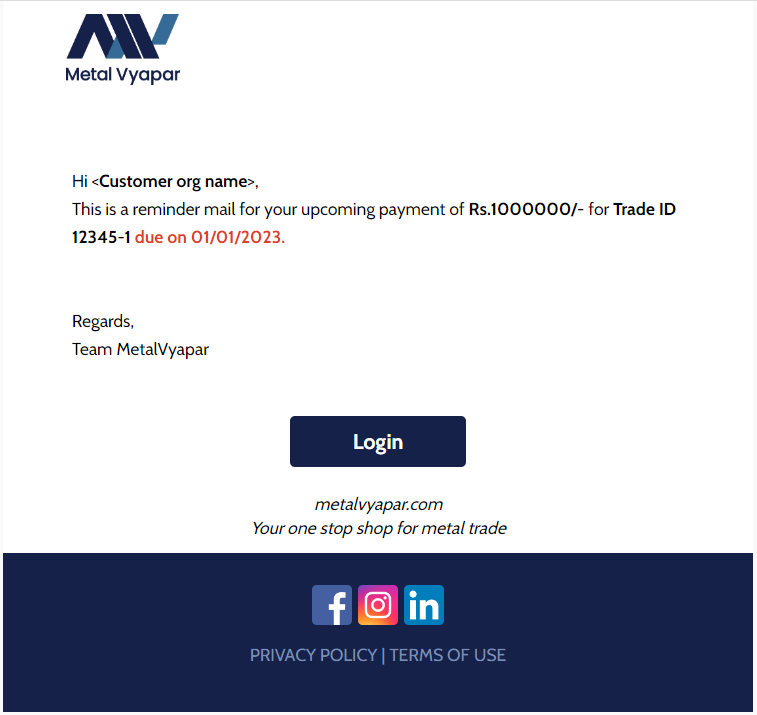 Metal Vyapar
Hi <Customer org name>,
This is a reminder mail for your upcoming payment of Rs.1000000/- for Trade ID
12345-1 due on 01/01/2023.
Regards,
Team MetalVyapar
Login
metalvyapar.com
Your one stop shop for metal trade
PRIVACY POLICY | TERMS OF USE